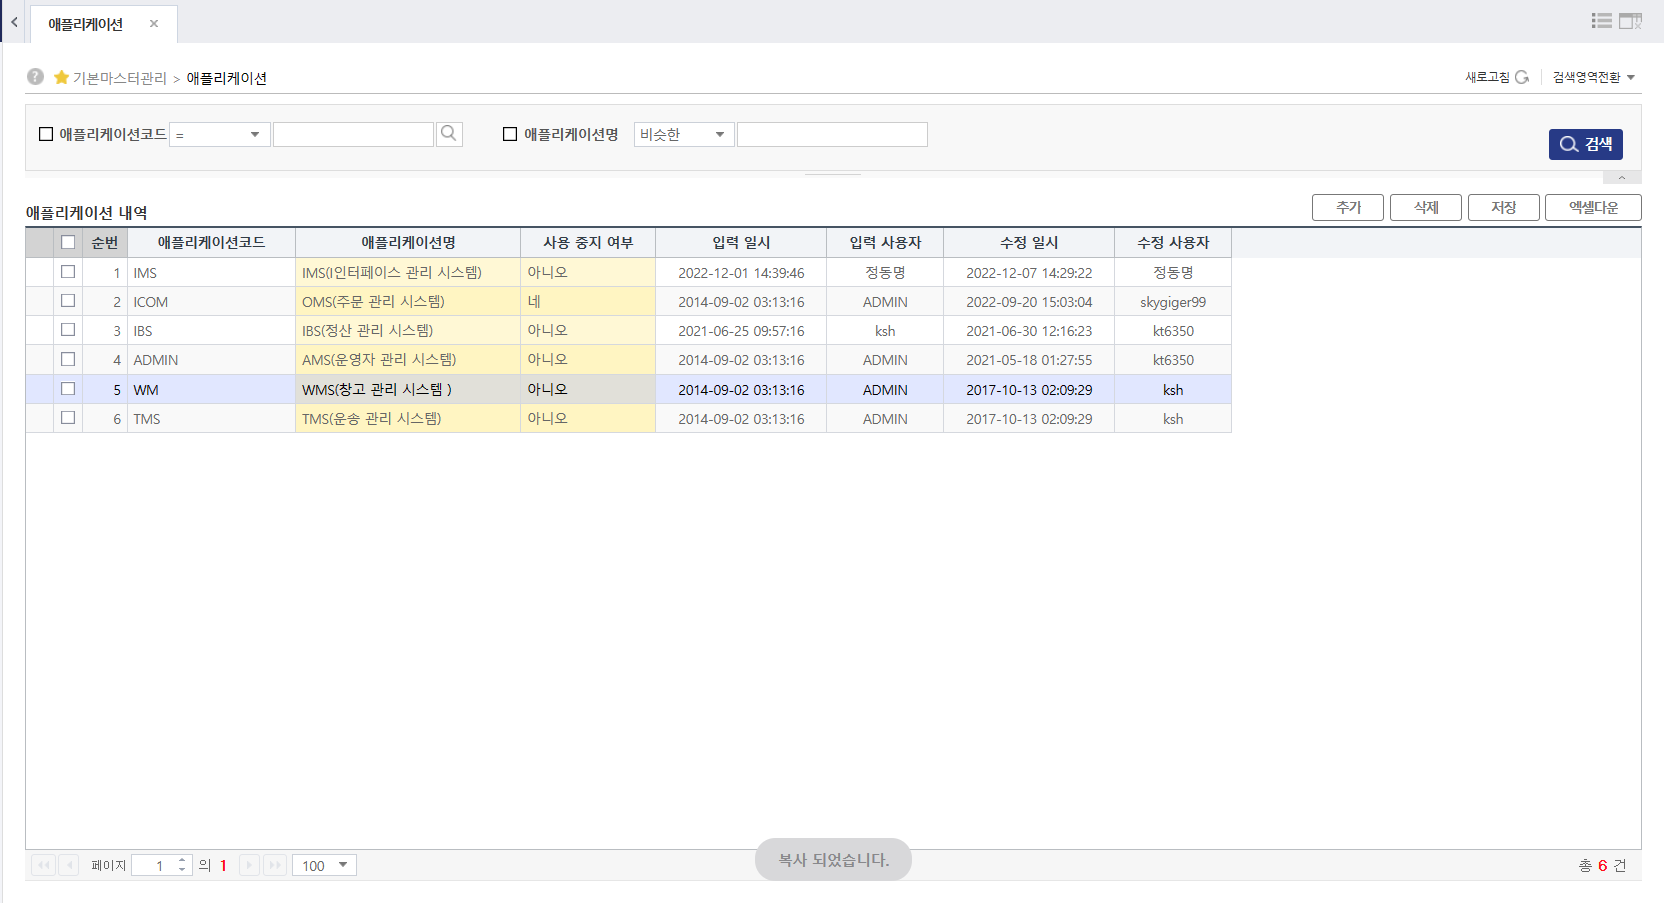 애플리케이션
기본마스터관리 > 애플리케이션
새로고침 검색영역전환
애플리케이션코드 = 애플리케이션명 비슷한
검색
애플리케이션 내역
추가 삭제 저장 엑셀다운
순번 애플리케이션코드 애플리케이션명 사용 중지 여부 입력 일시 입력 사용자 수정 일시 수정 사용자
1 IMS IMS(I인터페이스 관리 시스템) 아니오 2022-12-01 14:39:46 정동명 2022-12-07 14:29:22 정동명
2 ICOM OMS(주문 관리 시스템) 네 2014-09-02 03:13:16 ADMIN 2022-09-20 15:03:04 skygiger99
3 IBS IBS(정산 관리 시스템) 아니오 2021-06-25 09:57:16 ksh 2021-06-30 12:16:23 kt6350
4 ADMIN AMS(운영자 관리 시스템) 아니오 2014-09-02 03:13:16 ADMIN 2021-05-18 01:27:55 kt6350
5 WM WMS(창고 관리 시스템 ) 아니오 2014-09-02 03:13:16 ADMIN 2017-10-13 02:09:29 ksh
6 TMS TMS(운송 관리 시스템) 아니오 2014-09-02 03:13:16 ADMIN 2017-10-13 02:09:29 ksh
복사 되었습니다.
페이지 1 의 1 100 총 6 건